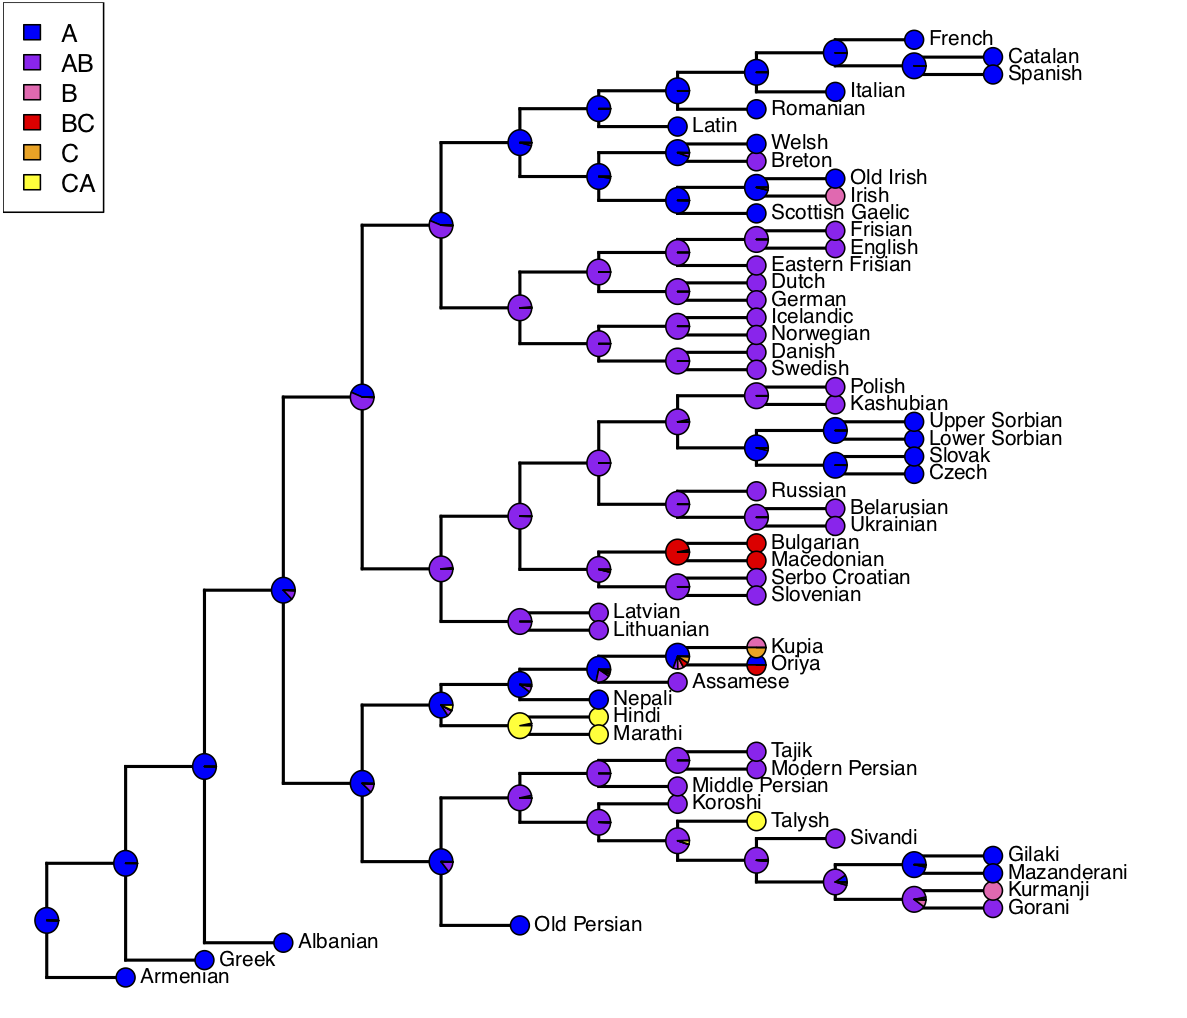 A
AB
B
BC
C
CA
French
Catalan
Spanish
Italian
Romanian
Latin
Welsh
Breton
Old Irish
Irish
Scottish Gaelic
Frisian
English
Eastern Frisian
Dutch
German
Icelandic
Norwegian
Danish
Swedish
Polish
Kashubian
Upper Sorbian
Lower Sorbian
Slovak
Czech
Russian
Belarusian
Ukrainian
Bulgarian
Macedonian
Serbo Croatian
Slovenian
Latvian
Lithuanian
Kupia
Oriya
Assamese
Nepali
Hindi
Marathi
Tajik
Modern Persian
Middle Persian
Koroshi
Talysh
Sivandi
Gilaki
Mazanderani
Kurmanji
Gorani
Old Persian
Albanian
Greek
Armenian